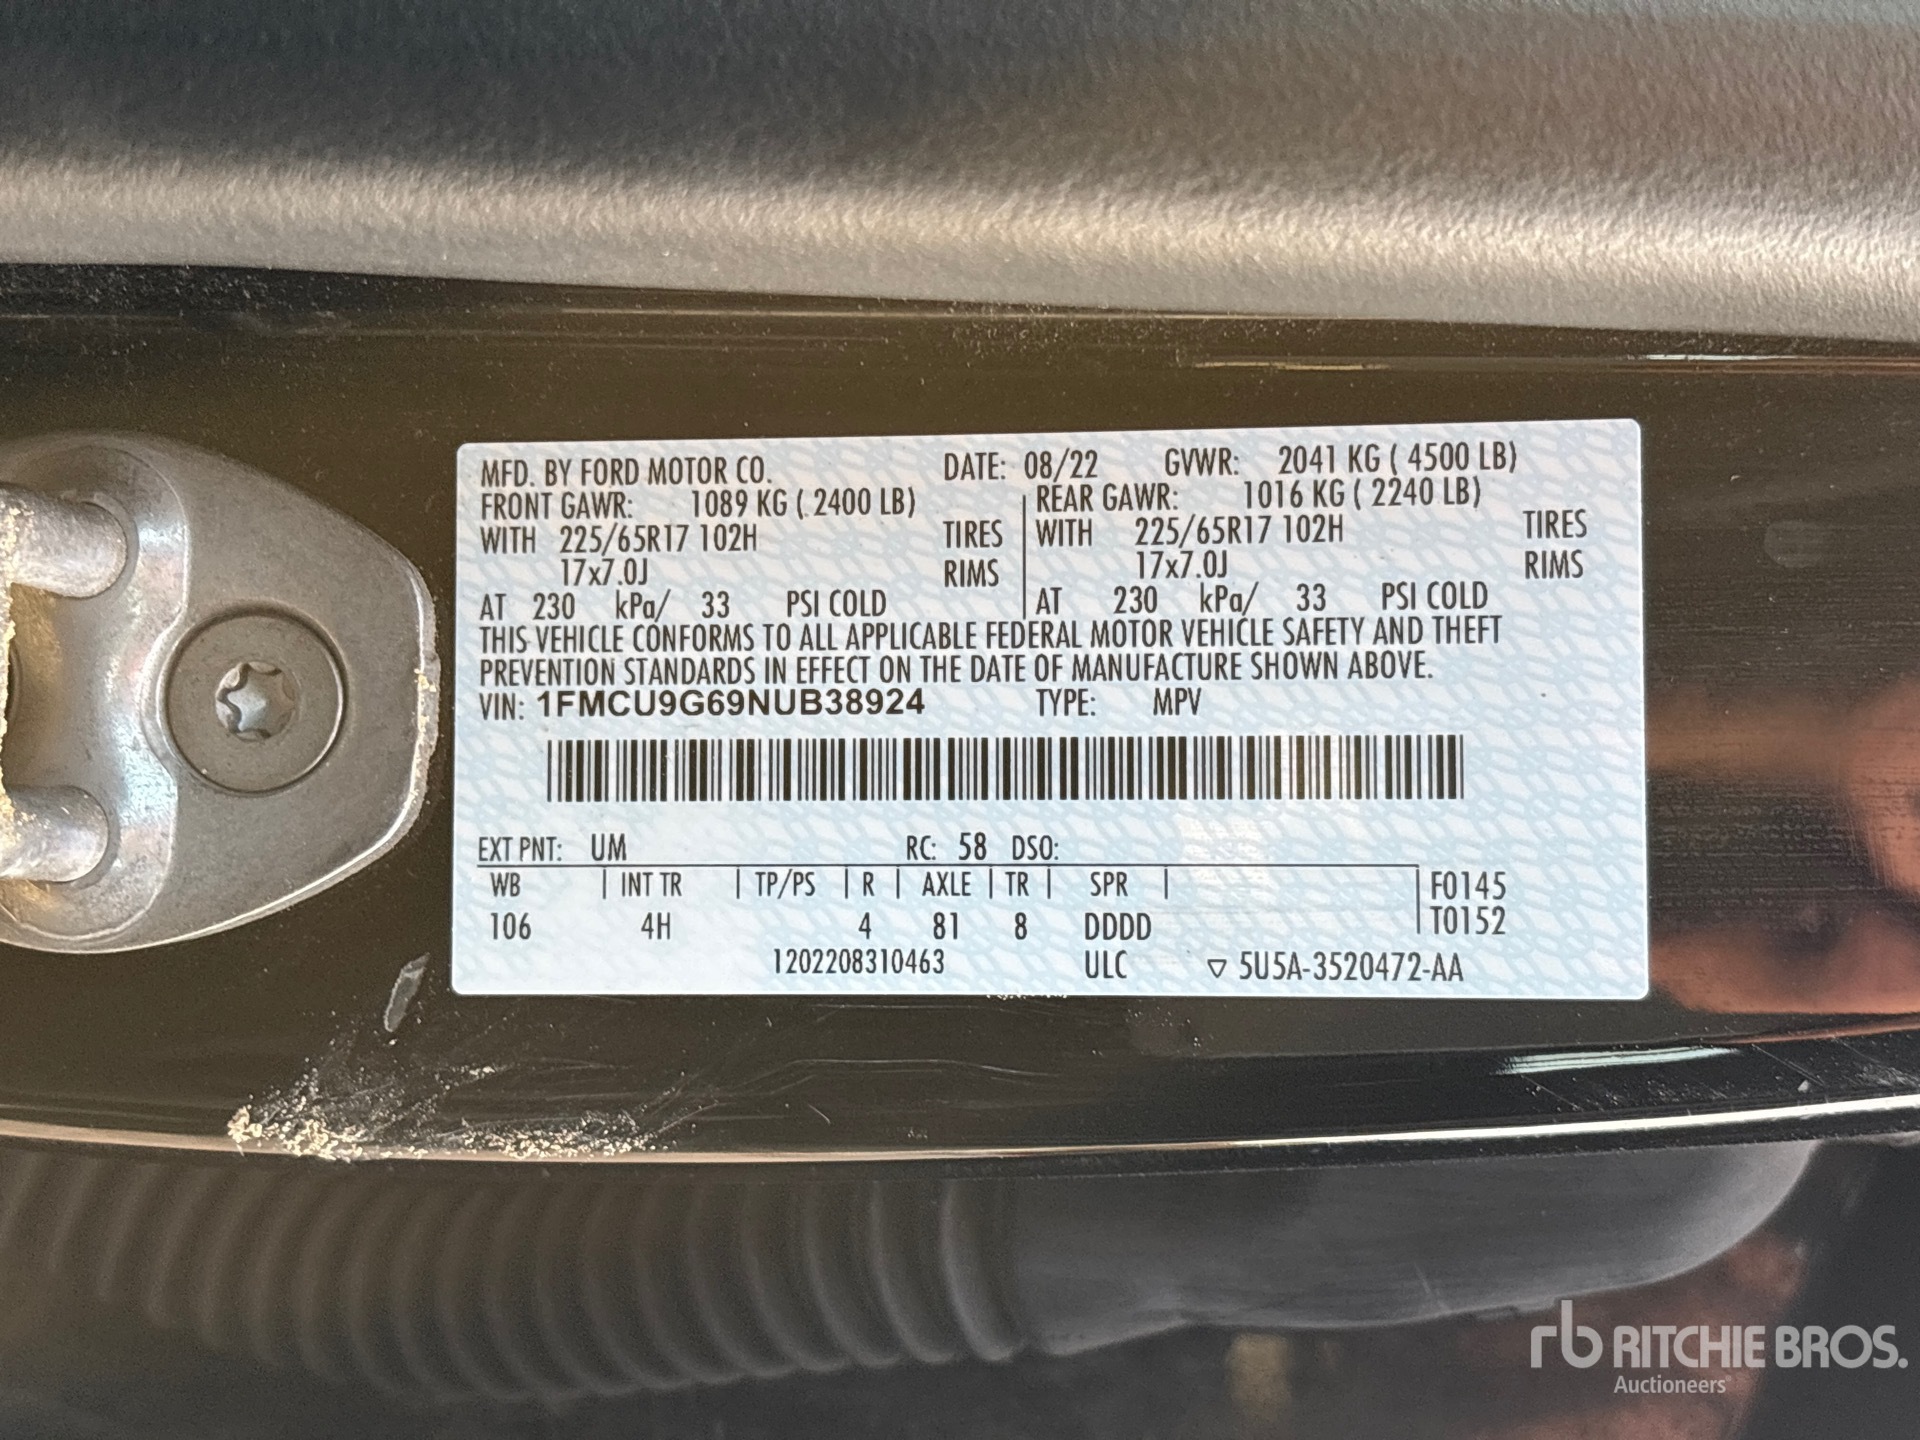 MFD. BY FORD MOTOR CO. DATE: 08/22 GVWR: 2041 KG ( 4500 LB)
FRONT GAWR: 1089 KG ( 2400 LB) REAR GAWR: 1016 KG ( 2240 LB)
WITH 225/65R17 102H TIRES WITH 225/65R17 102H TIRES
17x7.0J RIMS 17x7.0J RIMS
AT 230 kPa/ 33 PSI COLD AT 230 kPa/ 33 PSI COLD
THIS VEHICLE CONFORMS TO ALL APPLICABLE FEDERAL MOTOR VEHICLE SAFETY AND THEFT
PREVENTION STANDARDS IN EFFECT ON THE DATE OF MANUFACTURE SHOWN ABOVE.
VIN: 1FMCU9G69NUB38924 TYPE: MPV
EXT PNT: UM RC: 58 DSO:
WB INT TR TP/PS R AXLE TR SPR F0145
106 4H 4 81 8 DDDD T0152
1202208310463 ULC ▽ 5U5A-3520472-AA
rb RITCHIE BROS.
Auctioneers